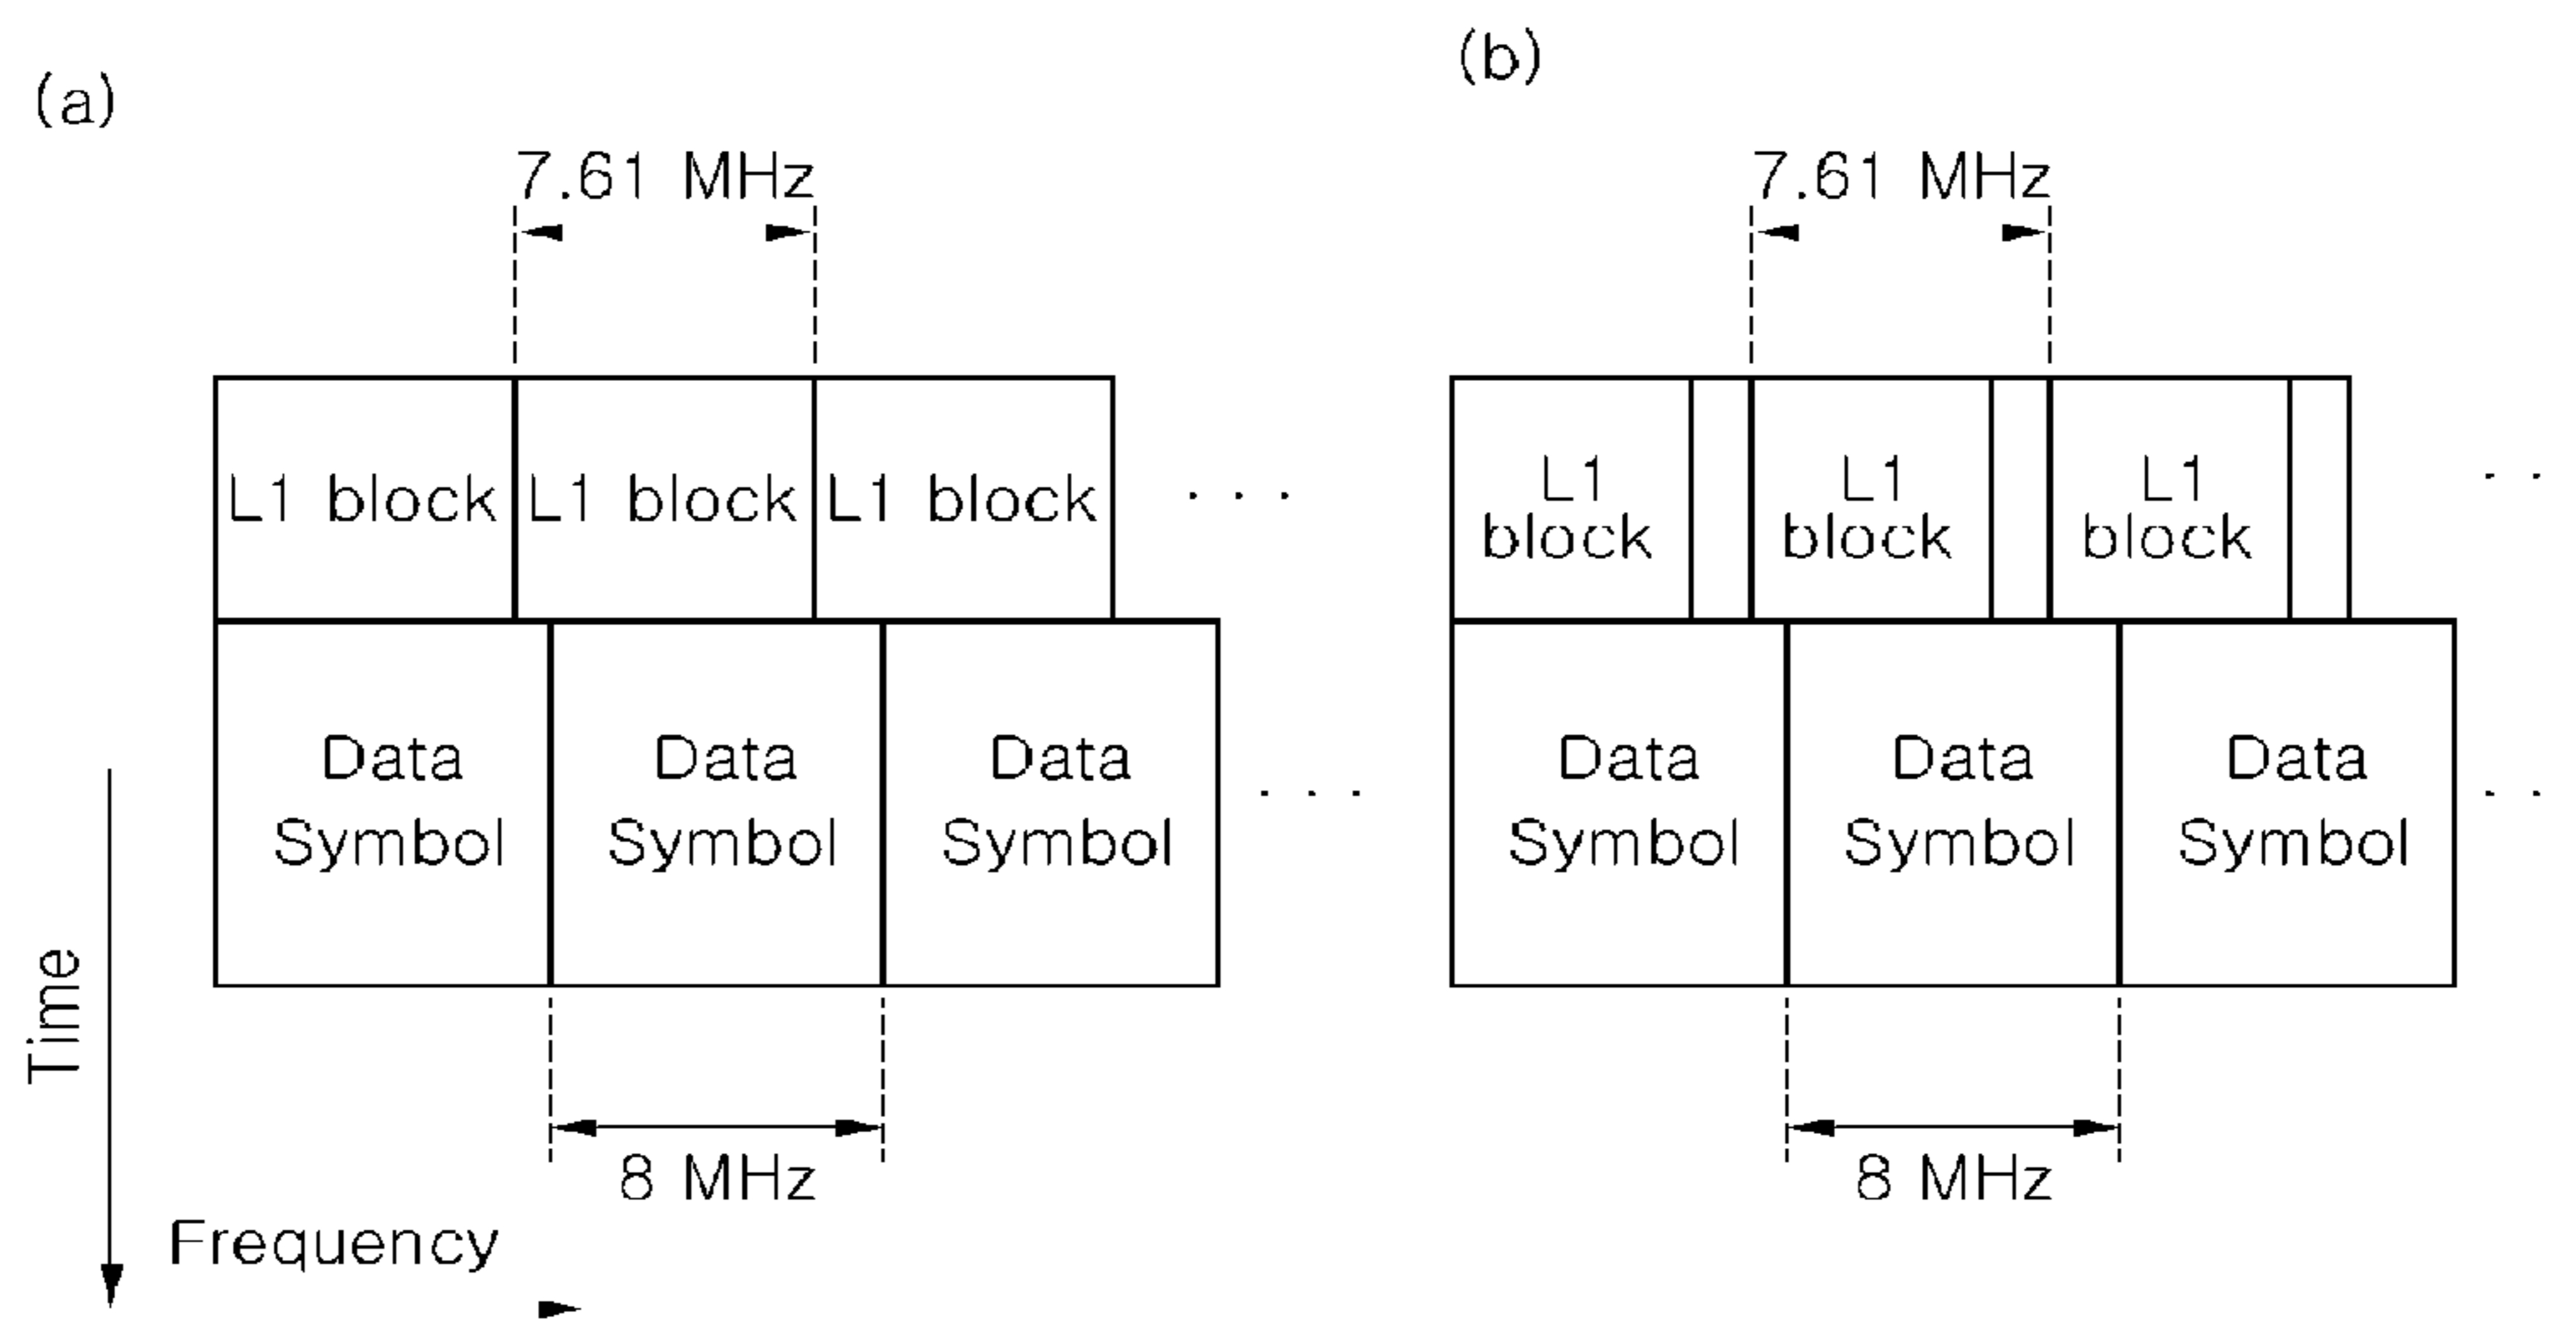 (a)
7.61 MHz
L1 block L1 block L1 block . . .
Data Symbol
Data Symbol
Data Symbol
. . .
8 MHz
Time
Frequency
(b)
7.61 MHz
L1 block
L1 block
L1 block
. .
Data Symbol
Data Symbol
Data Symbol
. .
8 MHz